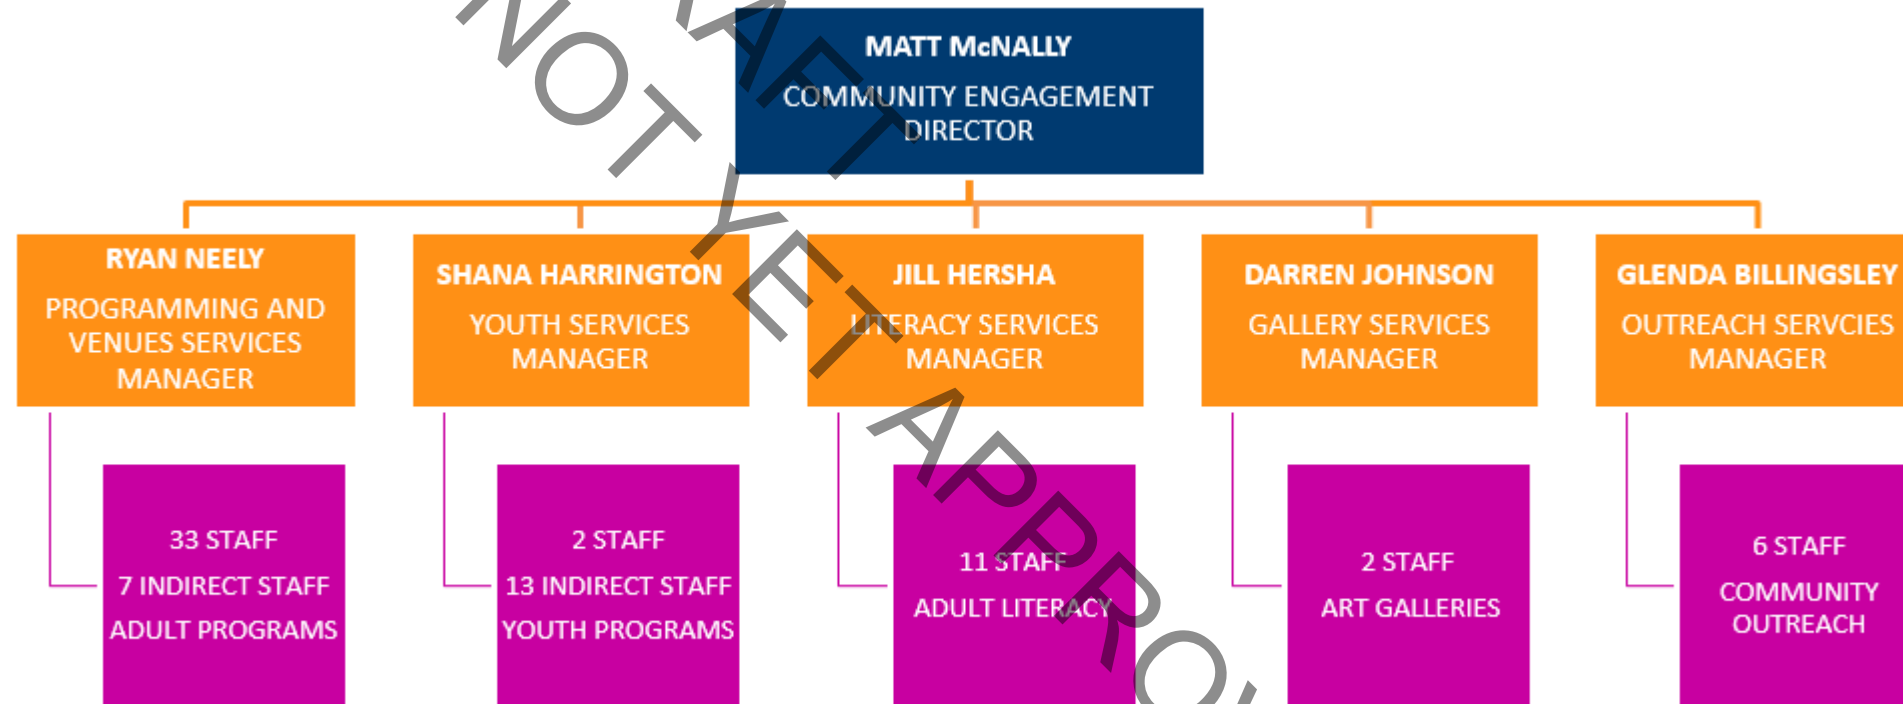 MATT McNALLY
COMMUNITY ENGAGEMENT
DIRECTOR
RYAN NEELY
PROGRAMMING AND
VENUES SERVICES
MANAGER
SHANA HARRINGTON
YOUTH SERVICES
MANAGER
JILL HERSHA
LITERACY SERVICES
MANAGER
DARREN JOHNSON
GALLERY SERVICES
MANAGER
GLENDA BILLINGSLEY
OUTREACH SERVCIES
MANAGER
33 STAFF
7 INDIRECT STAFF
ADULT PROGRAMS
2 STAFF
13 INDIRECT STAFF
YOUTH PROGRAMS
11 STAFF
ADULT LITERACY
2 STAFF
ART GALLERIES
6 STAFF
COMMUNITY
OUTREACH
NOT YET